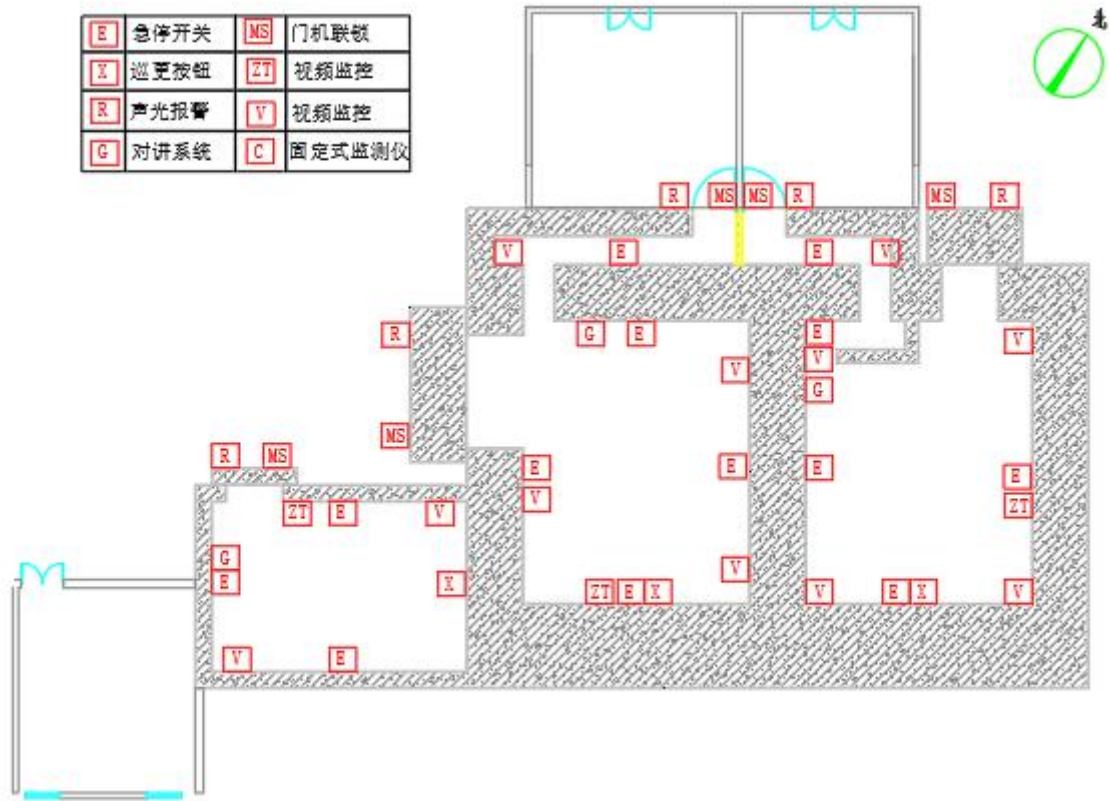 北
E 急停开关 MS 门机联锁
X 巡更按钮 ZT 视频监控
R 声光报警 V 视频监控
G 对讲系统 C 固定式监测仪
R MS MS R MS R
V E E V
R G E E V
V V
G
MS E E E E
V ZT
R MS
ZT E V
G
E X
V
ZT E X V E X V
V E